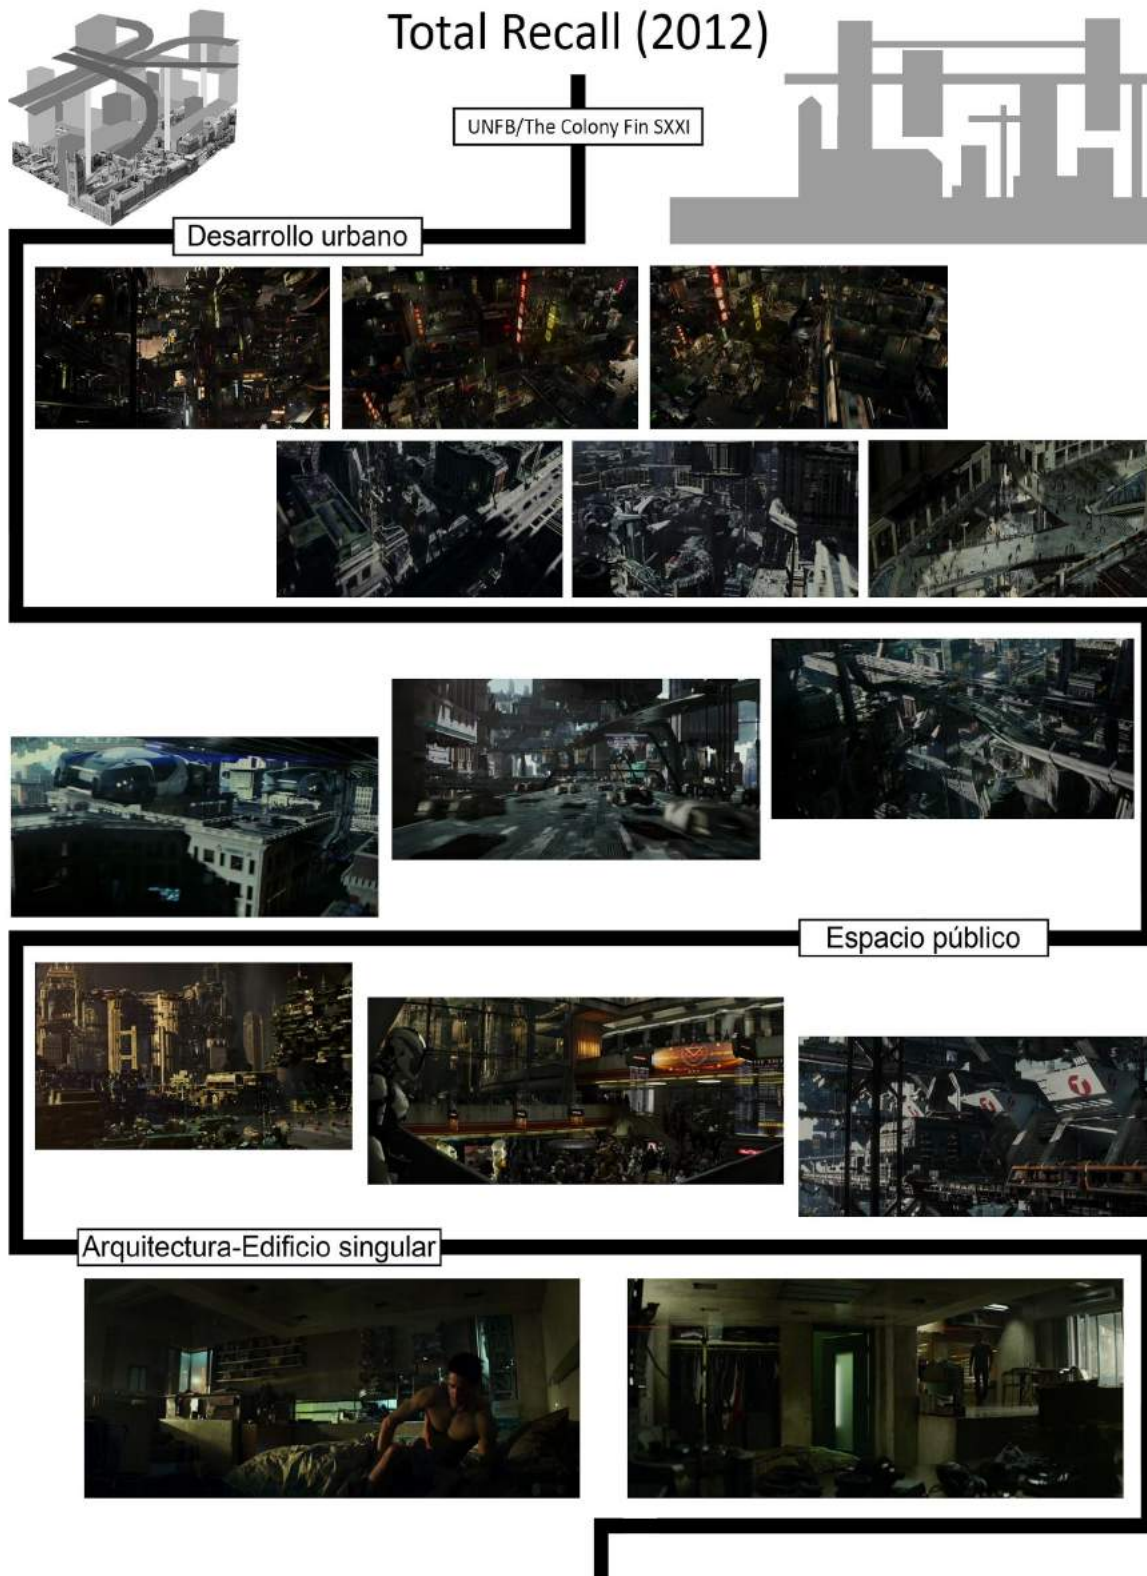 Total Recall (2012)
UNFB/The Colony Fin SXXI
Desarrollo urbano
Espacio público
Arquitectura-Edificio singular